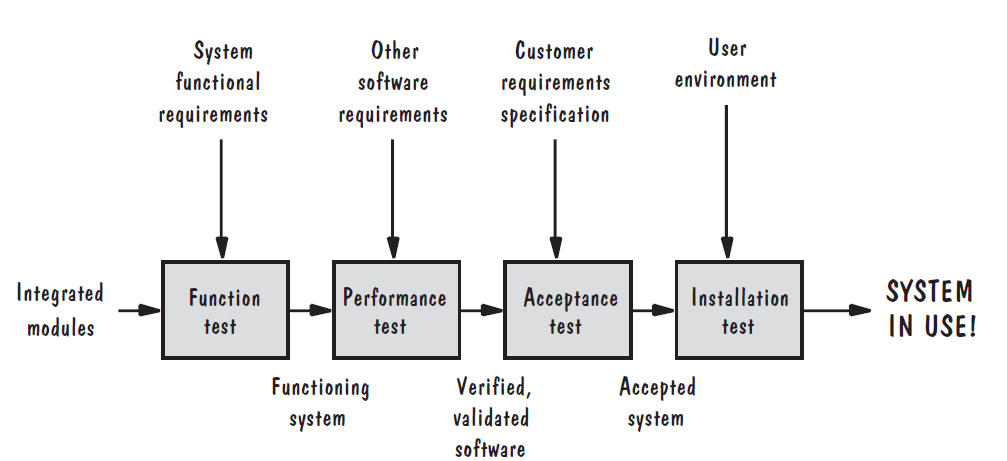 System
functional
requirements
Other
software
requirements
Customer
requirements
specification
User
environment
Integrated
modules
Function
test
Performance
test
Acceptance
test
Installation
test
SYSTEM
IN USE!
Functioning
system
Verified,
validated
software
Accepted
system